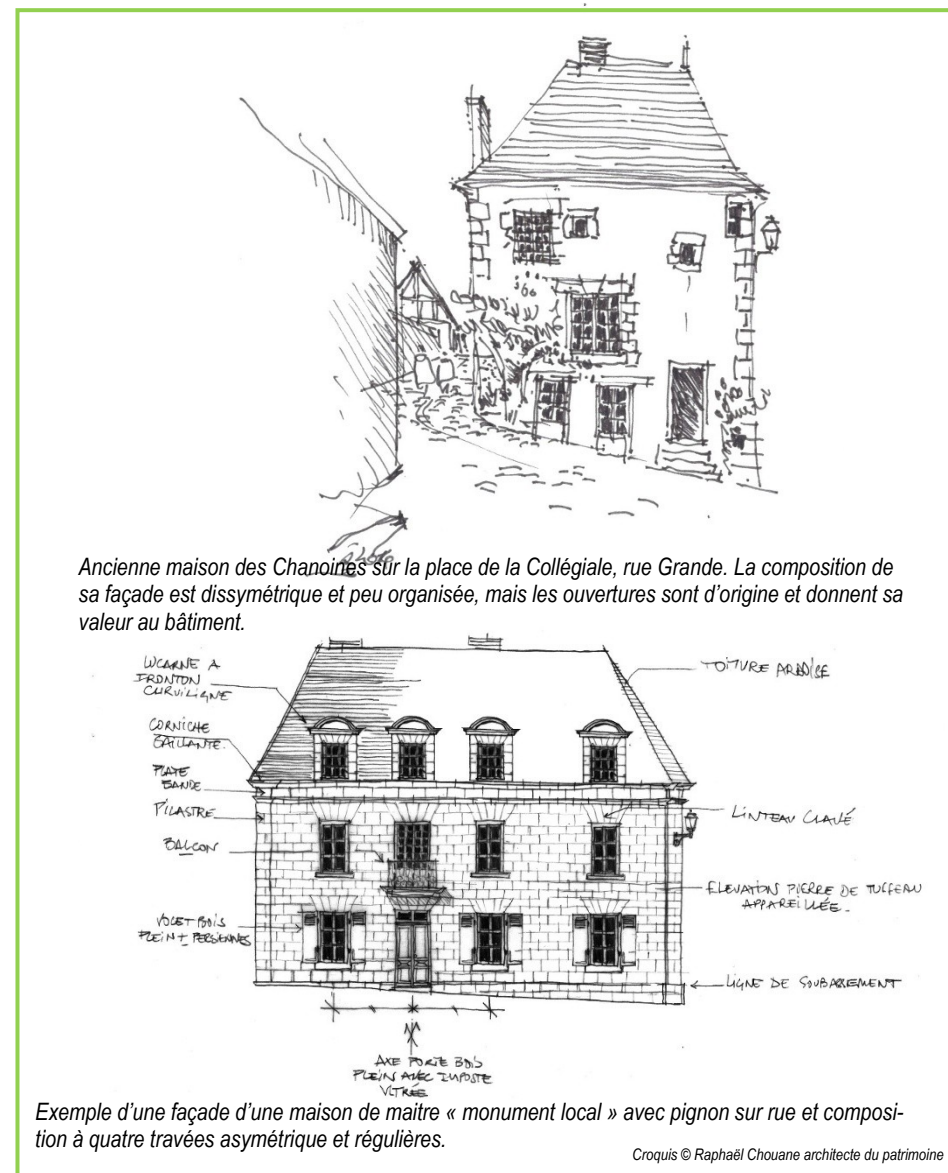 Ancienne maison des Chanoines sur la place de la Collégiale, rue Grande. La composition de
sa façade est dissymétrique et peu organisée, mais les ouvertures sont d'origine et donnent sa
valeur au bâtiment.
LUCARNE A
FRONTON
CURVILIGNE
CORNICHE
SAILLANTE.
PLATE
BANDE
PILASTRE
BALCON
VOLET BOIS
PLEIN ± PERSIENNES
TOITURE ARDOISE
LINTEAU CLAVÉ
ELEVATION PIERRE DE TUFFEAU
APPAREILLÉE.
LIGNE DE SOUBASSEMENT
AXE PORTE BOIS
PLEIN AVEC IMPOSTE
VITRÉE
Exemple d'une façade d'une maison de maitre « monument local » avec pignon sur rue et composi-
tion à quatre travées asymétrique et régulières.
Croquis © Raphaël Chouane architecte du patrimoine